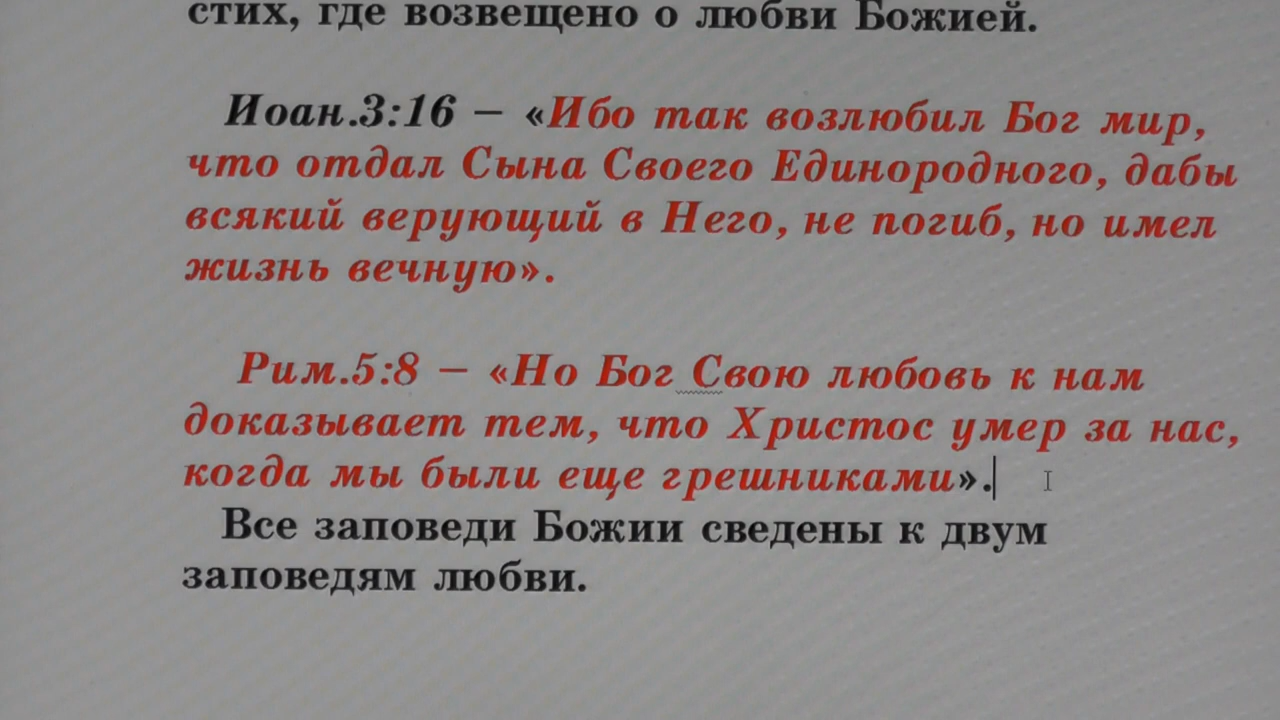 стих, где возвещено о любви Божией.
Иоан.3:16 – «Ибо так возлюбил Бог мир,
что отдал Сына Своего Единородного, дабы
всякий верующий в Него, не погиб, но имел
жизнь вечную».
Рим.5:8 – «Но Бог Свою любовь к нам
доказывает тем, что Христос умер за нас,
когда мы были еще грешниками».
Все заповеди Божии сведены к двум
заповедям любви.